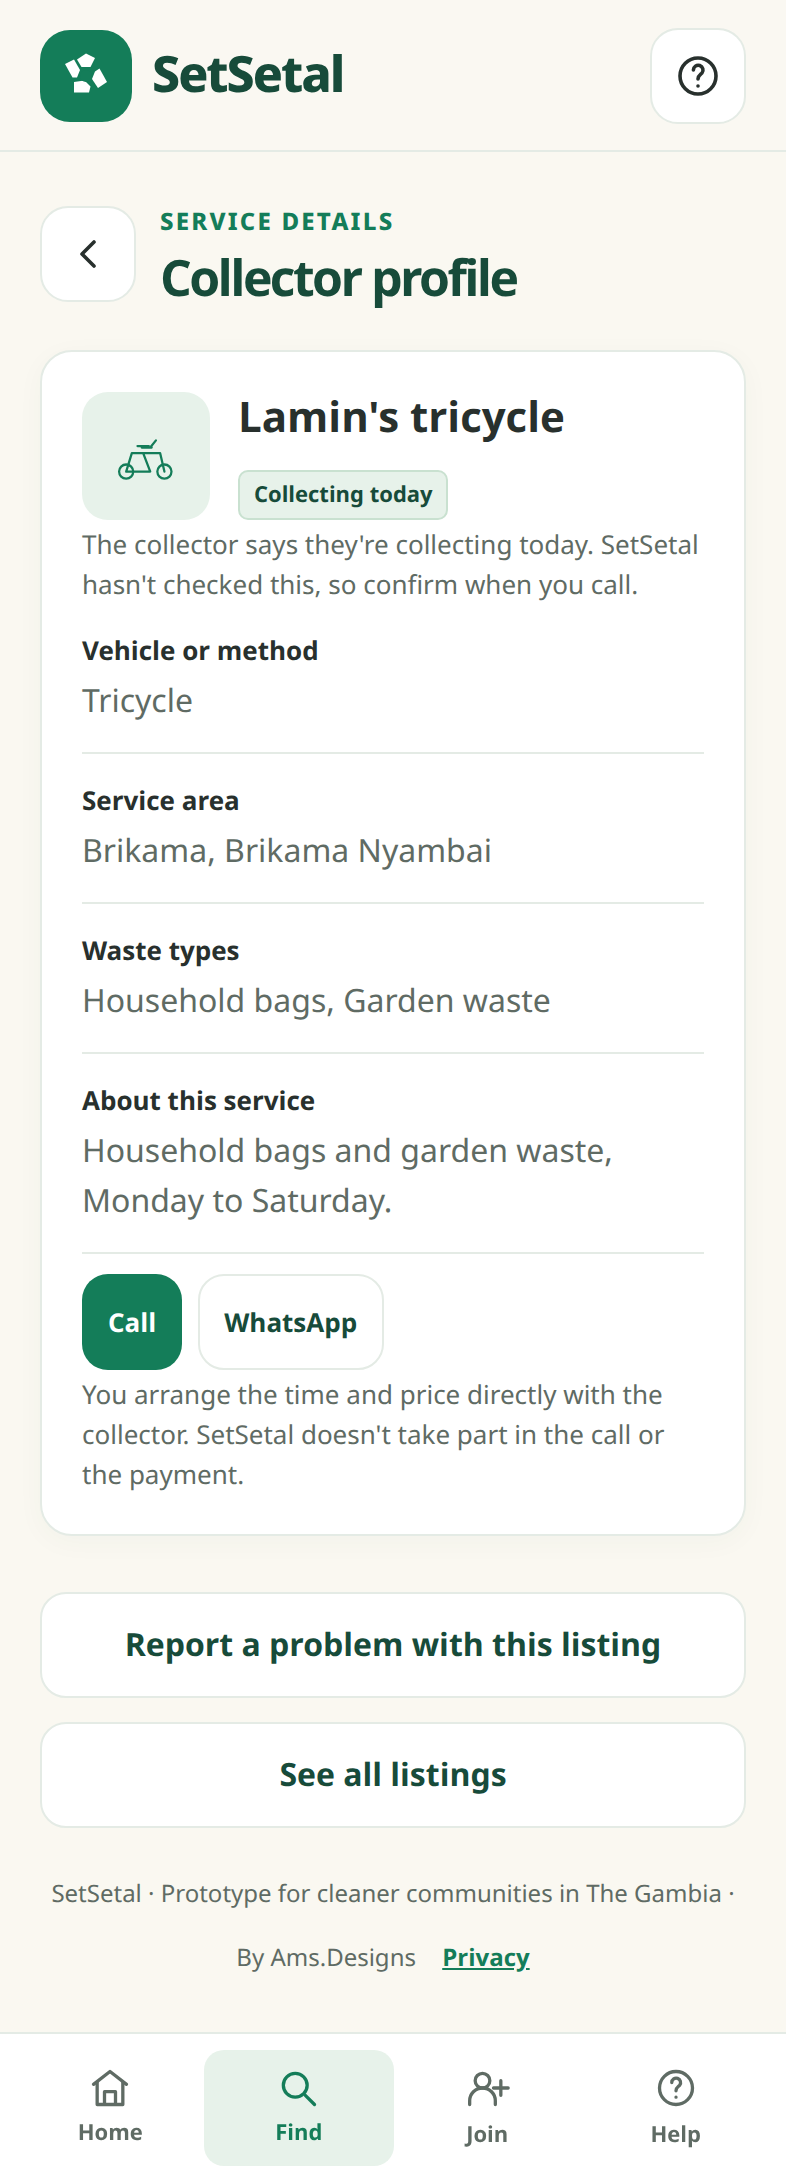 SetSetal
SERVICE DETAILS
Collector profile
Lamin's tricycle
Collecting today
The collector says they're collecting today. SetSetal
hasn't checked this, so confirm when you call.
Vehicle or method
Tricycle
Service area
Brikama, Brikama Nyambai
Waste types
Household bags, Garden waste
About this service
Household bags and garden waste,
Monday to Saturday.
Call WhatsApp
You arrange the time and price directly with the
collector. SetSetal doesn't take part in the call or
the payment.
Report a problem with this listing
See all listings
SetSetal · Prototype for cleaner communities in The Gambia ·
By Ams.Designs Privacy
Home Find Join Help